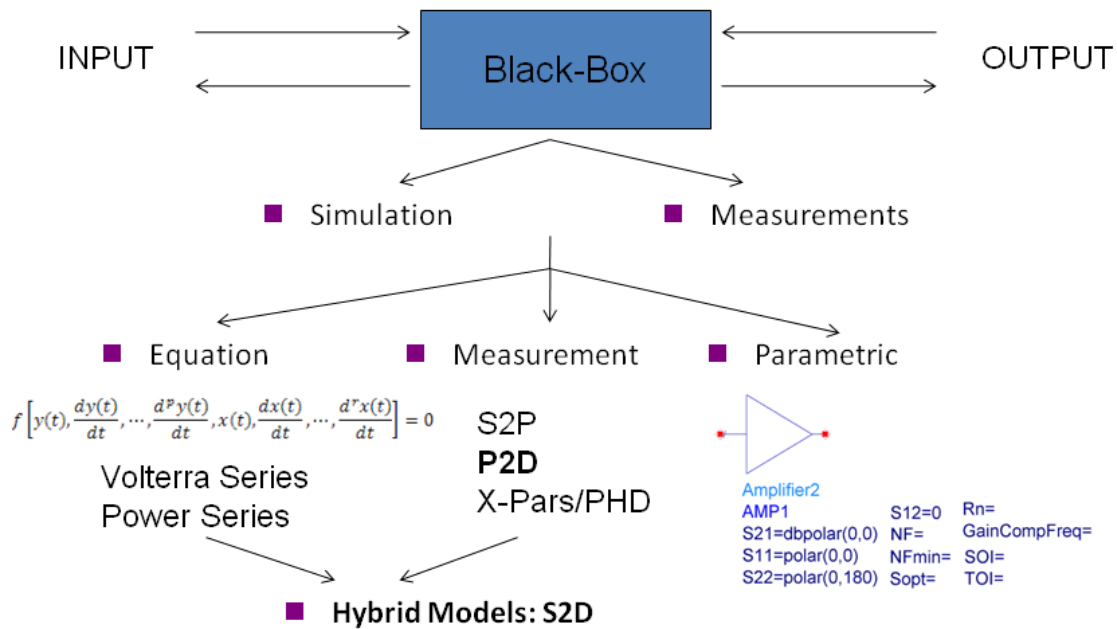 INPUT
Black-Box
OUTPUT
Simulation
Measurements
Equation
Measurement
Parametric
f[y(t), dy(t)/dt, ⋯, dᵖy(t)/dt, x(t), dx(t)/dt, ⋯, dʳx(t)/dt] = 0
Volterra Series
Power Series
S2P
P2D
X-Pars/PHD
Amplifier2
AMP1
S21=dbpolar(0,0)
S11=polar(0,0)
S22=polar(0,180)
S12=0
NF=
NFmin=
Sopt=
Rn=
GainCompFreq=
SOI=
TOI=
Hybrid Models: S2D